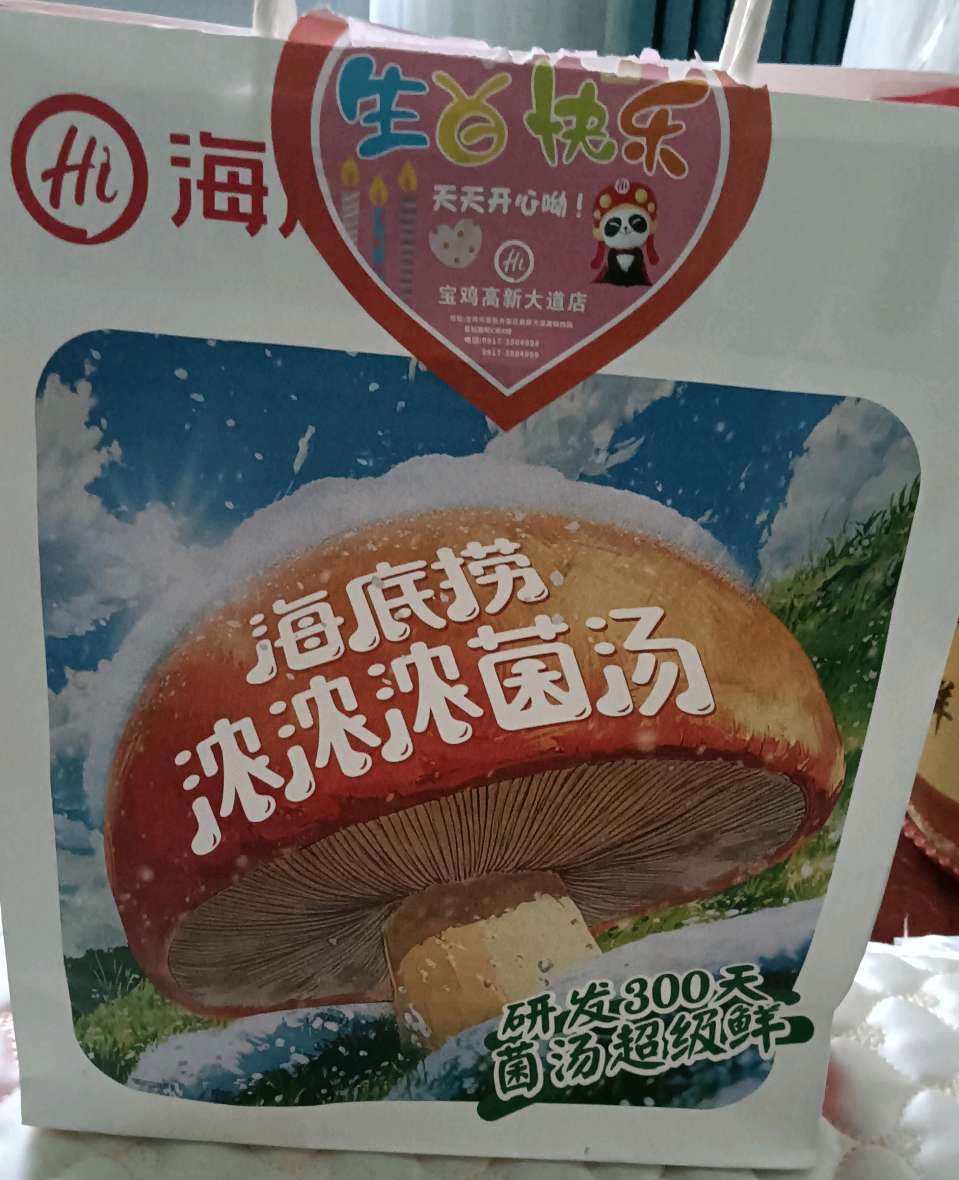 Hi 海
生日快乐
天天开心呦!
Hi
宝鸡高新大道店
海底捞
浓浓浓菌汤
研发300天
菌汤超级鲜
鲜